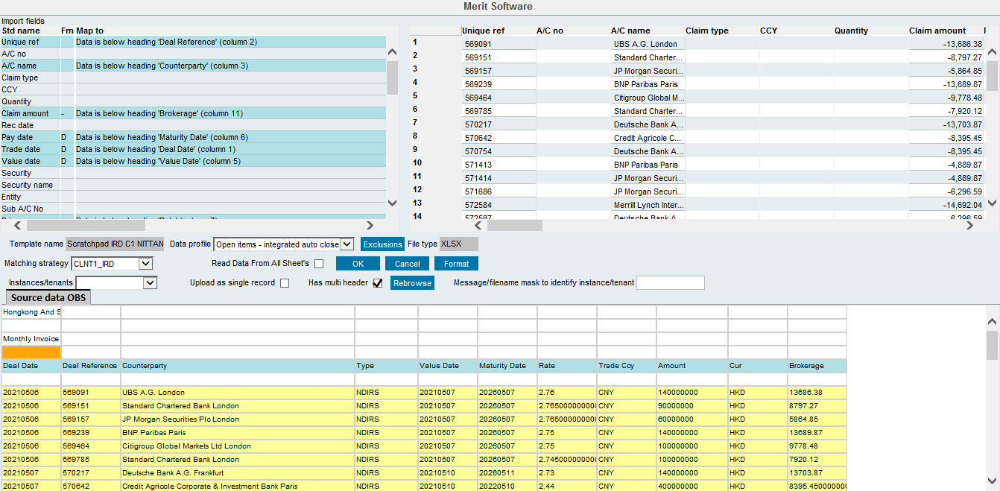 Merit Software
Import fields
Std name Fm Map to
Unique ref Data is below heading 'Deal Reference' (column 2)
A/C no
A/C name Data is below heading 'Counterparty' (column 3)
Claim type
CCY
Quantity
Claim amount - Data is below heading 'Brokerage' (column 11)
Rec date
Pay date D Data is below heading 'Maturity Date' (column 6)
Trade date D Data is below heading 'Deal Date' (column 1)
Value date D Data is below heading 'Value Date' (column 5)
Security
Security name
Entity
Sub A/C No
Unique ref A/C no A/C name Claim type CCY Quantity Claim amount
1 569091 UBS A.G. London -13,686.38
2 569151 Standard Charter... -8,797.27
3 569157 JP Morgan Securi... -5,864.85
4 569239 BNP Paribas Paris -13,689.87
5 569464 Citigroup Global M... -9,778.48
6 569785 Standard Charter... -7,920.12
7 570217 Deutsche Bank A... -13,703.87
8 570642 Credit Agricole C... -8,395.45
9 570754 Deutsche Bank A... -8,395.45
10 571413 BNP Paribas Paris -4,889.87
11 571414 JP Morgan Securi... -4,889.87
12 571686 JP Morgan Securi... -6,296.59
13 572584 Merrill Lynch Inter... -14,692.04
14 572587 Deutsche Bank A... -6,296.59
Template name Scratchpad IRD C1 NITTAN Data profile Open items - integrated auto close Exclusions File type XLSX
Matching strategy CLNT1_IRD Read Data From All Sheet's OK Cancel Format
Instances/tenants Upload as single record Has multi header Rebrowse Message/filename mask to identify instance/tenant
Source data OBS
Hongkong And S
Monthly Invoice
Deal Date Deal Reference Counterparty Type Value Date Maturity Date Rate Trade Ccy Amount Cur Brokerage
20210506 569091 UBS A.G. London NDIRS 20210507 20260507 2.76 CNY 140000000 HKD 13686.38
20210506 569151 Standard Chartered Bank London NDIRS 20210507 20260507 2.76500000000 CNY 90000000 HKD 8797.27
20210506 569157 JP Morgan Securities Plc London NDIRS 20210507 20260507 2.76500000000 CNY 60000000 HKD 5864.85
20210506 569239 BNP Paribas Paris NDIRS 20210507 20260507 2.75 CNY 140000000 HKD 13689.87
20210506 569464 Citigroup Global Markets Ltd London NDIRS 20210507 20260507 2.75 CNY 100000000 HKD 9778.48
20210506 569785 Standard Chartered Bank London NDIRS 20210507 20260507 2.74500000000 CNY 100000000 HKD 7920.12
20210507 570217 Deutsche Bank A.G. Frankfurt NDIRS 20210510 20260511 2.73 CNY 140000000 HKD 13703.87
20210507 570642 Credit Agricole Corporate & Investment Bank Paris NDIRS 20210510 20220510 2.44 CNY 400000000 HKD 8395.450000